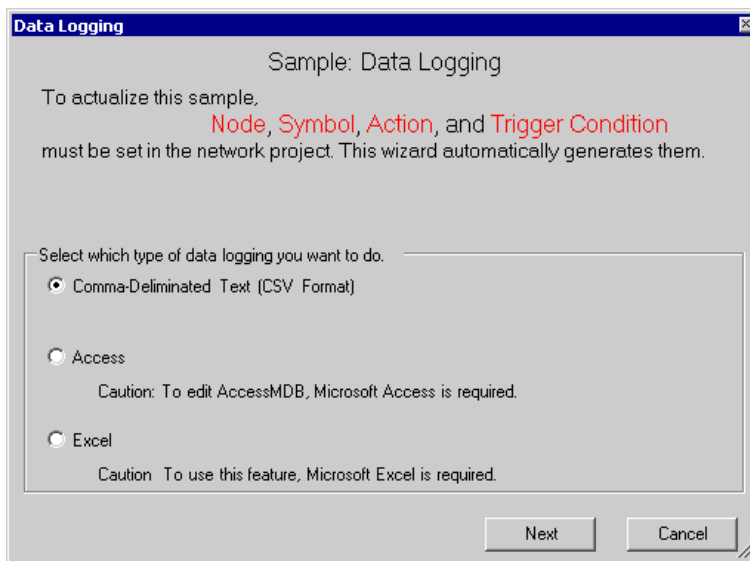 Data Logging
Sample: Data Logging
To actualize this sample,
Node, Symbol, Action, and Trigger Condition
must be set in the network project. This wizard automatically generates them.
Select which type of data logging you want to do.
Comma-Deliminated Text (CSV Format)
Access
Caution: To edit AccessMDB, Microsoft Access is required.
Excel
Caution To use this feature, Microsoft Excel is required.
Next
Cancel